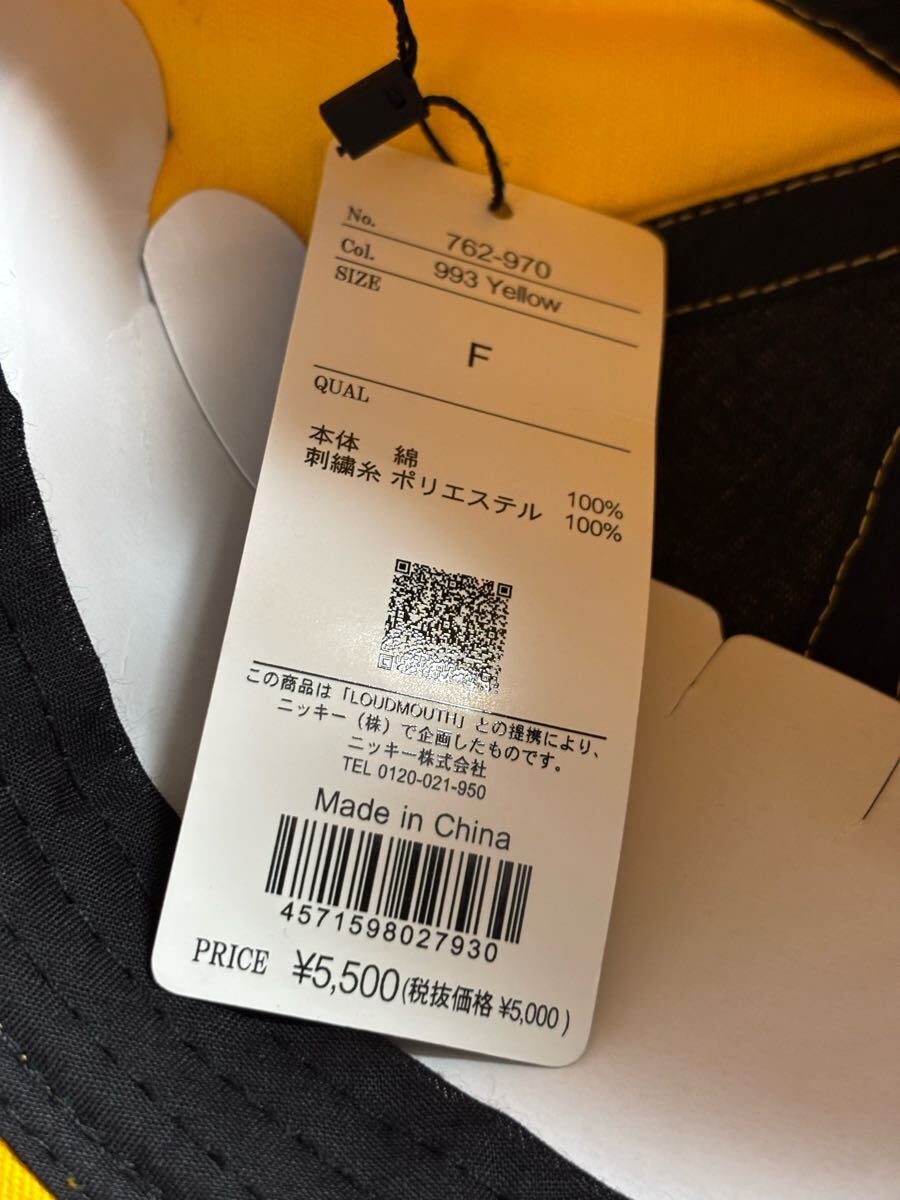 No. 762-970
Col. 993 Yellow
SIZE
F
QUAL
本体 綿 100%
刺繍糸 ポリエステル 100%
この商品は「LOUDMOUTH」との提携により、
ニッキー（株）で企画したものです。
ニッキー株式会社
TEL 0120-021-950
Made in China
4571598027930
PRICE ¥5,500(税抜価格 ¥5,000)